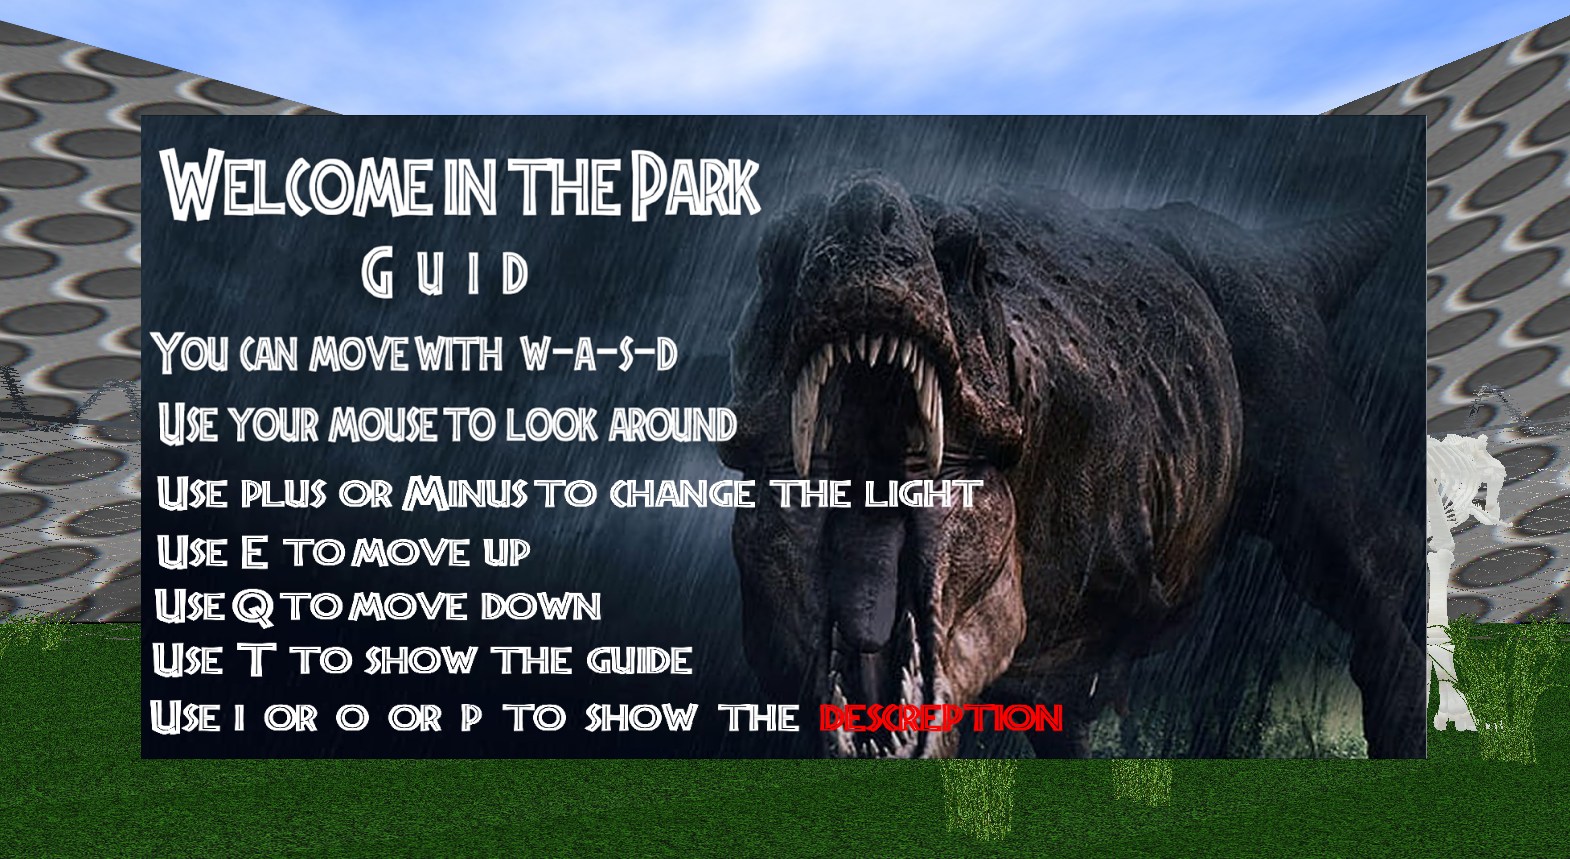 Welcome in the Park
G u i d
You can move with w-a-s-d
Use your mouse to look around
Use plus or Minus to change the light
Use E to move up
Use Q to move down
Use T to show the guide
Use i or o or p to show the descreption